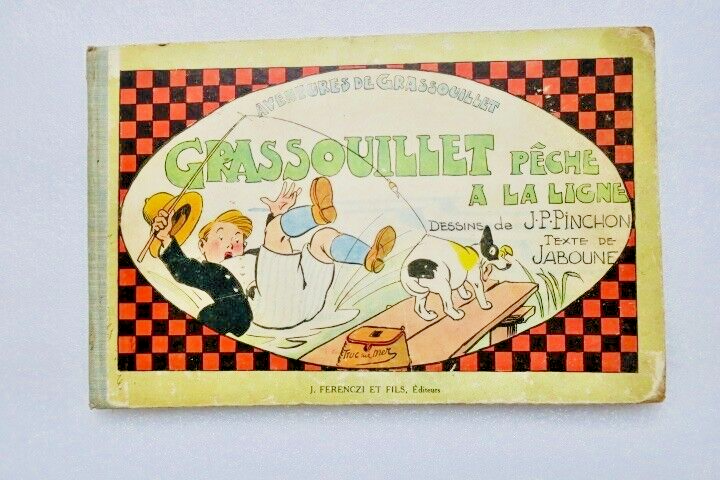 AVENTURES DE GRASSOUILLET
GRASSOUILLET PÊCHE
A LA LIGNE
DESSINS de J.P. PINCHON
TEXTE DE
JABOUNE
J. FERENCZI ET FILS, Éditeurs